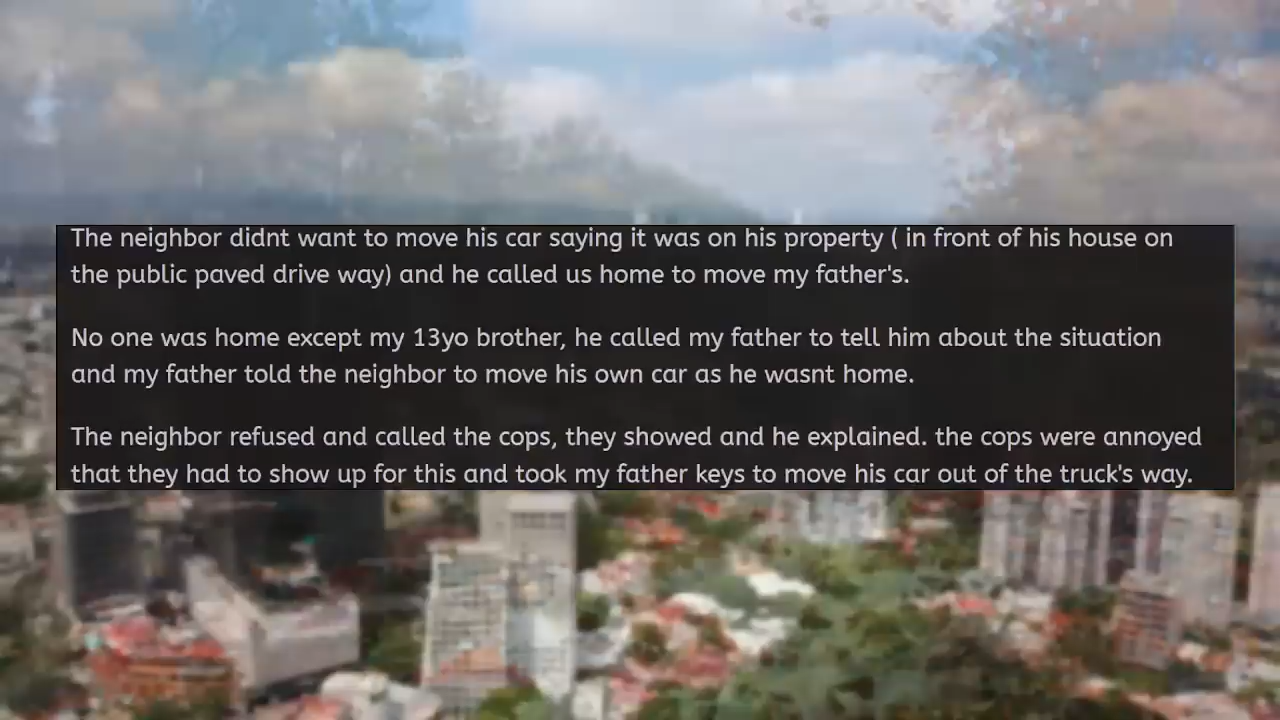 The neighbor didnt want to move his car saying it was on his property ( in front of his house on
the public paved drive way) and he called us home to move my father's.
No one was home except my 13yo brother, he called my father to tell him about the situation
and my father told the neighbor to move his own car as he wasnt home.
The neighbor refused and called the cops, they showed and he explained. the cops were annoyed
that they had to show up for this and took my father keys to move his car out of the truck's way.